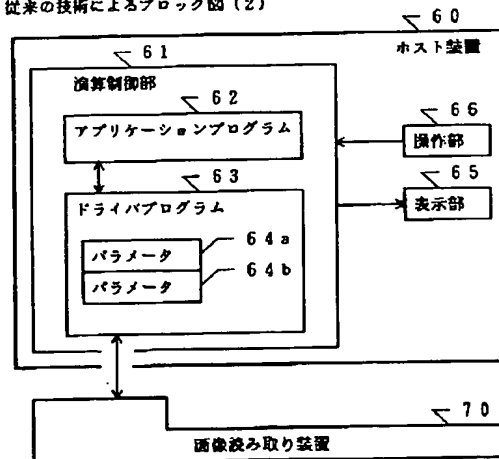 従来の技術によるブロック図(2)
60
ホスト装置
61
演算制御部
62
アプリケーションプログラム
66
操作部
63
ドライバプログラム
65
表示部
パラメータ
64a
パラメータ
64b
70
画像読み取り装置